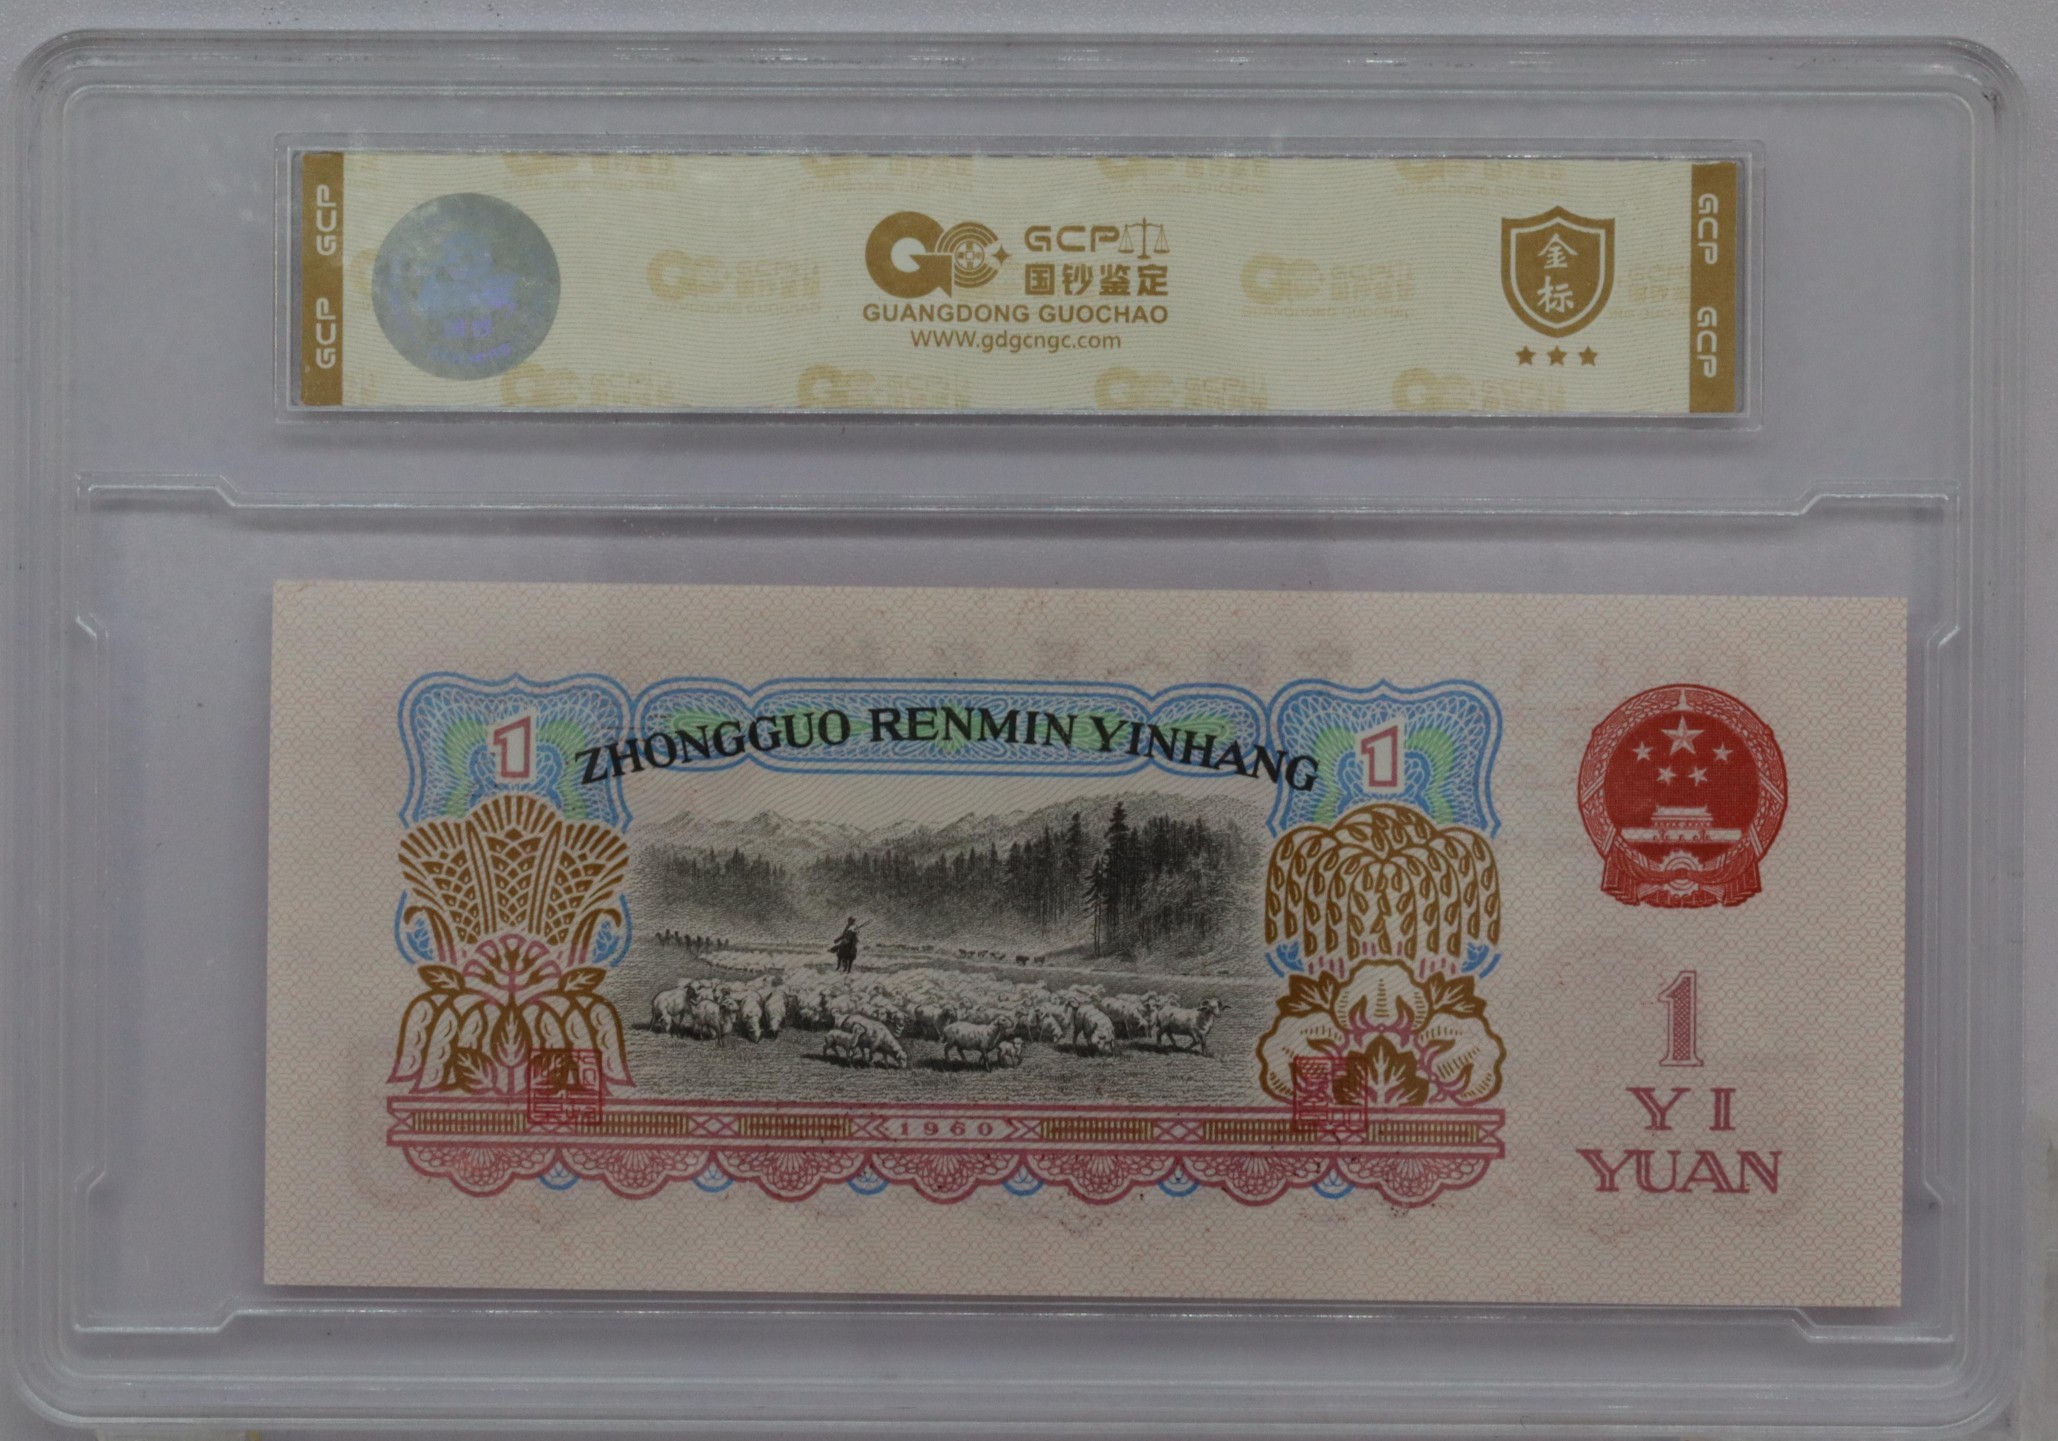 GCP
GCP
GCP
国钞鉴定
GUANGDONG GUOCHAO
WWW.gdgcngc.com
金
标
GCP
GCP
ZHONGGUO RENMIN YINHANG
1
1
1960
1
YI
YUAN